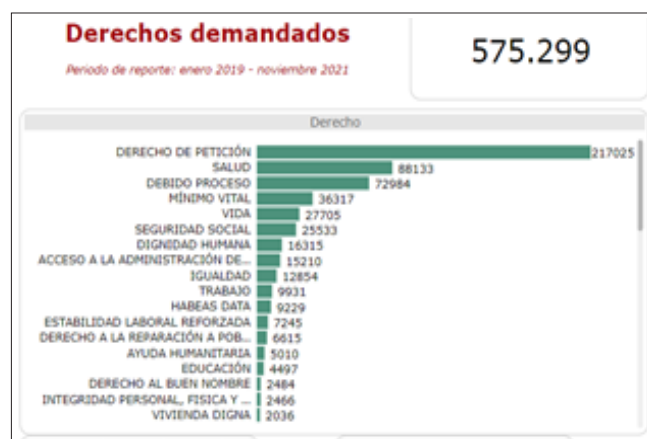 Derechos demandados
Periodo de reporte: enero 2019 - noviembre 2021
575.299
Derecho
DERECHO DE PETICIÓN 217025
SALUD 88133
DEBIDO PROCESO 72984
MÍNIMO VITAL 36317
VIDA 27705
SEGURIDAD SOCIAL 25533
DIGNIDAD HUMANA 16315
ACCESO A LA ADMINISTRACIÓN DE... 15210
IGUALDAD 12854
TRABAJO 9931
HABEAS DATA 9229
ESTABILIDAD LABORAL REFORZADA 7245
DERECHO A LA REPARACIÓN A POB... 6615
AYUDA HUMANITARIA 5010
EDUCACIÓN 4497
DERECHO AL BUEN NOMBRE 2484
INTEGRIDAD PERSONAL, FISICA Y ... 2466
VIVIENDA DIGNA 2036